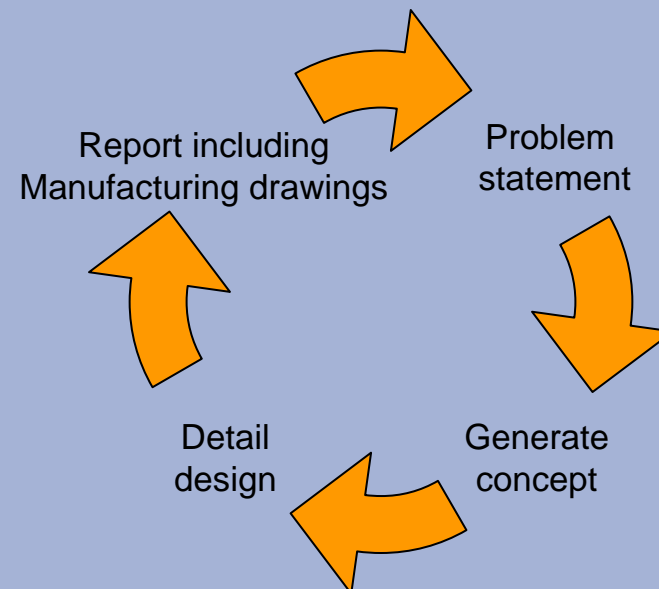 Report including
Manufacturing drawings
Problem
statement
Detail
design
Generate
concept